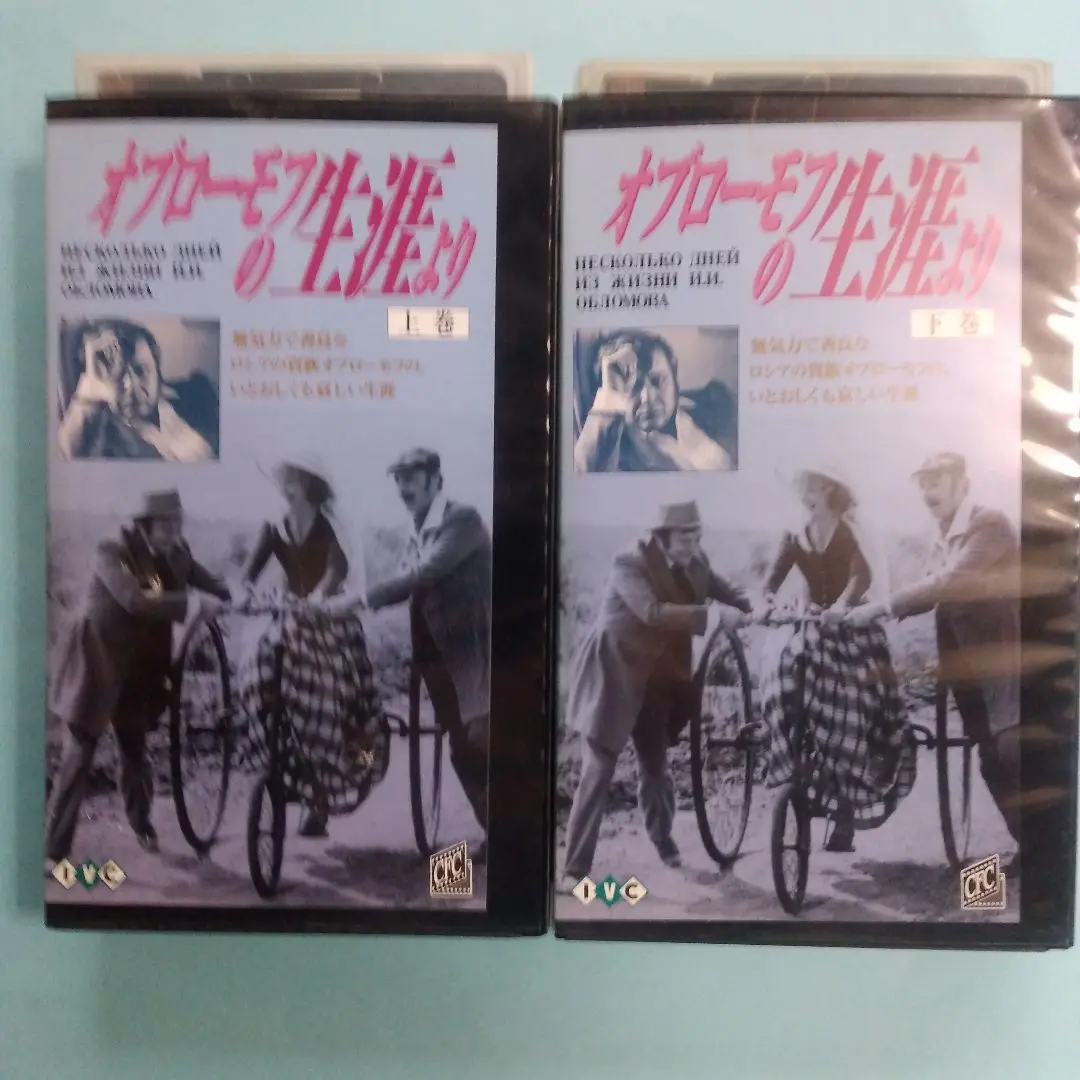 オブローモフ
の生涯より
НЕСКОЛЬКО ДНЕЙ
ИЗ ЖИЗНИ И.И.
ОБЛОМОВА
上巻
無気力で善良な
ロシアの貴族オブローモフの、
いとおしくも哀しい生涯
IVC
CFC
オブローモフ
の生涯より
НЕСКОЛЬКО ДНЕЙ
ИЗ ЖИЗНИ И.И.
ОБЛОМОВА
下巻
無気力で善良な
ロシアの貴族オブローモフの、
いとおしくも哀しい生涯
IVC
CFC